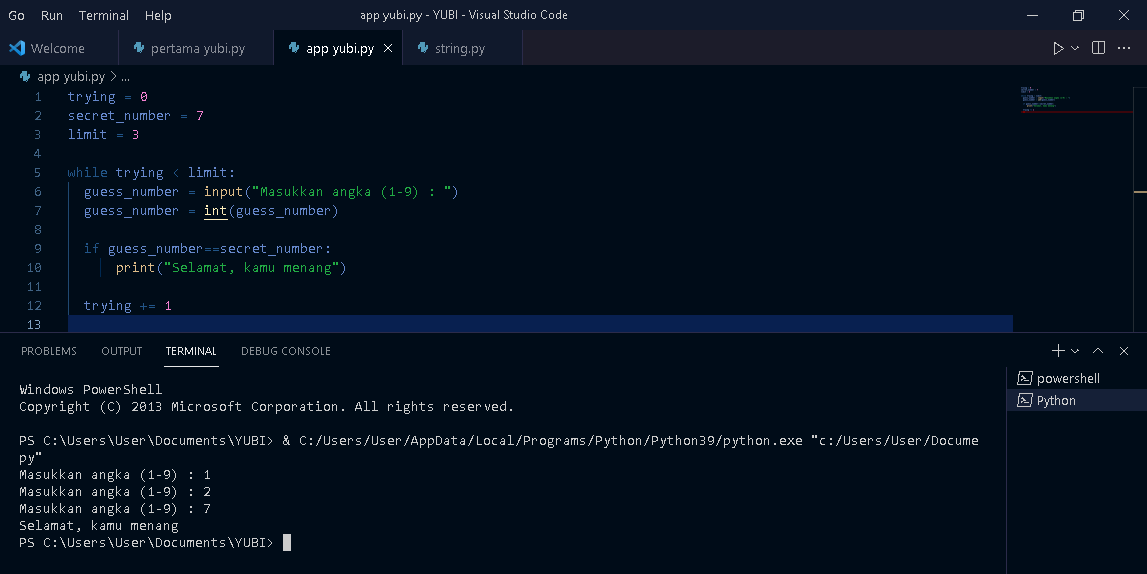 Go Run Terminal Help app yubi.py - YUBI - Visual Studio Code
Welcome pertama yubi.py app yubi.py string.py
app yubi.py > ...
1 trying = 0
2 secret_number = 7
3 limit = 3
4
5 while trying < limit:
6 guess_number = input("Masukkan angka (1-9) : ")
7 guess_number = int(guess_number)
8
9 if guess_number==secret_number:
10 print("Selamat, kamu menang")
11
12 trying += 1
13
PROBLEMS OUTPUT TERMINAL DEBUG CONSOLE
Windows PowerShell
Copyright (C) 2013 Microsoft Corporation. All rights reserved.
PS C:\Users\User\Documents\YUBI> & C:/Users/User/AppData/Local/Programs/Python/Python39/python.exe "c:/Users/User/Docume
py"
Masukkan angka (1-9) : 1
Masukkan angka (1-9) : 2
Masukkan angka (1-9) : 7
Selamat, kamu menang
PS C:\Users\User\Documents\YUBI>
powershell
Python